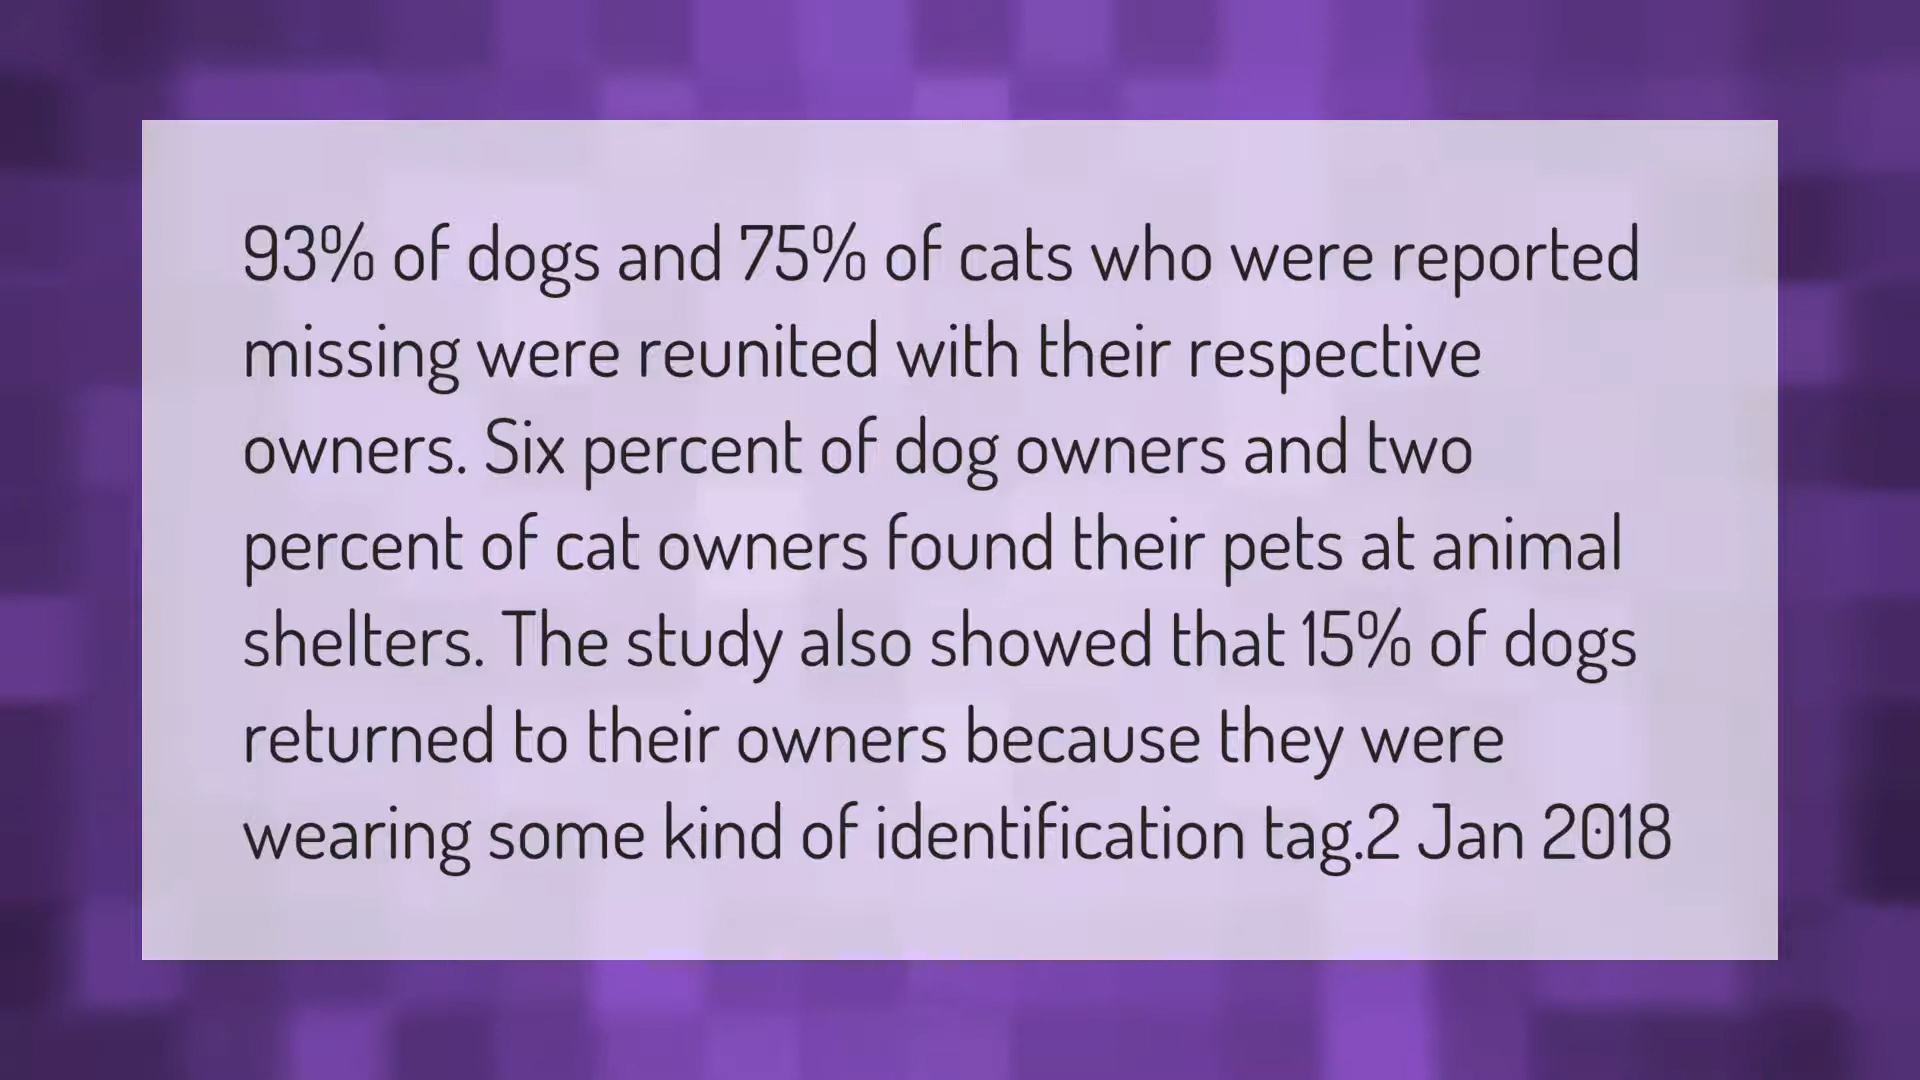 93% of dogs and 75% of cats who were reported
missing were reunited with their respective
owners. Six percent of dog owners and two
percent of cat owners found their pets at animal
shelters. The study also showed that 15% of dogs
returned to their owners because they were
wearing some kind of identification tag.2 Jan 2018